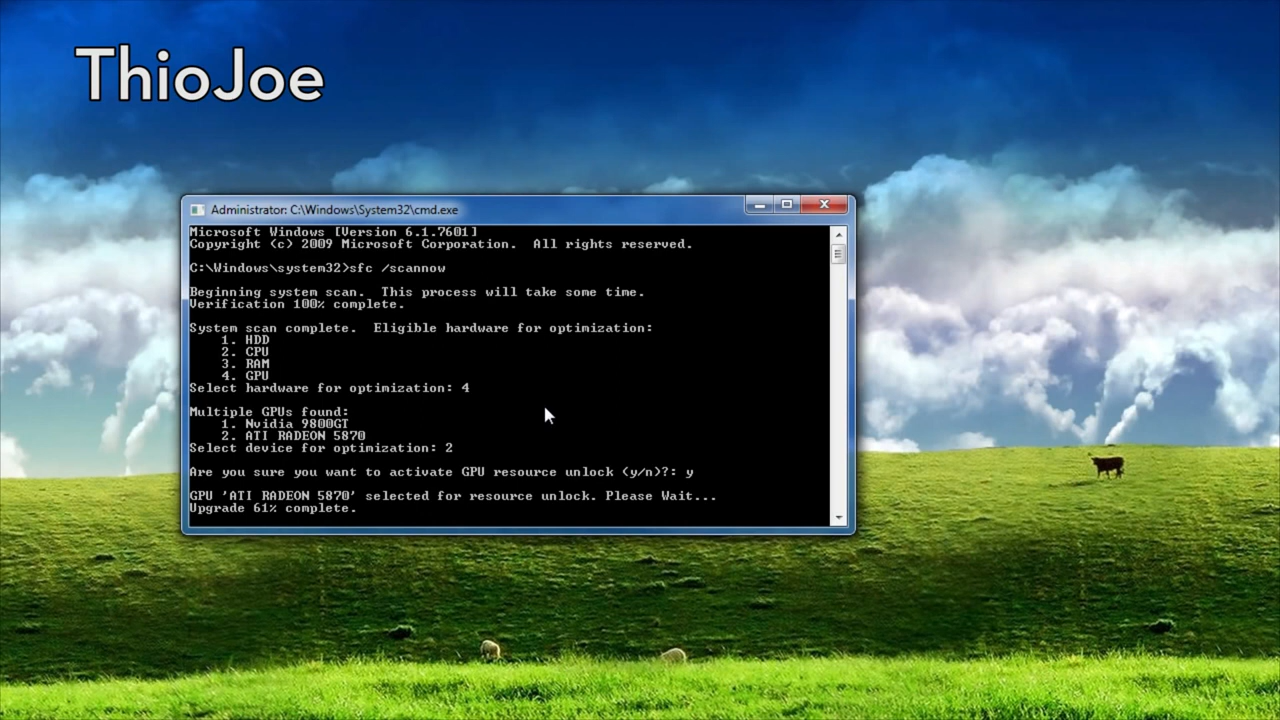 ThioJoe
Administrator: C:\Windows\System32\cmd.exe
Microsoft Windows [Version 6.1.7601]
Copyright (c) 2009 Microsoft Corporation.  All rights reserved.
C:\Windows\system32>sfc /scannow
Beginning system scan.  This process will take some time.
Verification 100% complete.
System scan complete.  Eligible hardware for optimization:
1. HDD
2. CPU
3. RAM
4. GPU
Select hardware for optimization: 4
Multiple GPUs found:
1. Nvidia 9800GT
2. ATI RADEON 5870
Select device for optimization: 2
Are you sure you want to activate GPU resource unlock (y/n)?: y
GPU 'ATI RADEON 5870' selected for resource unlock. Please Wait...
Upgrade 61% complete.